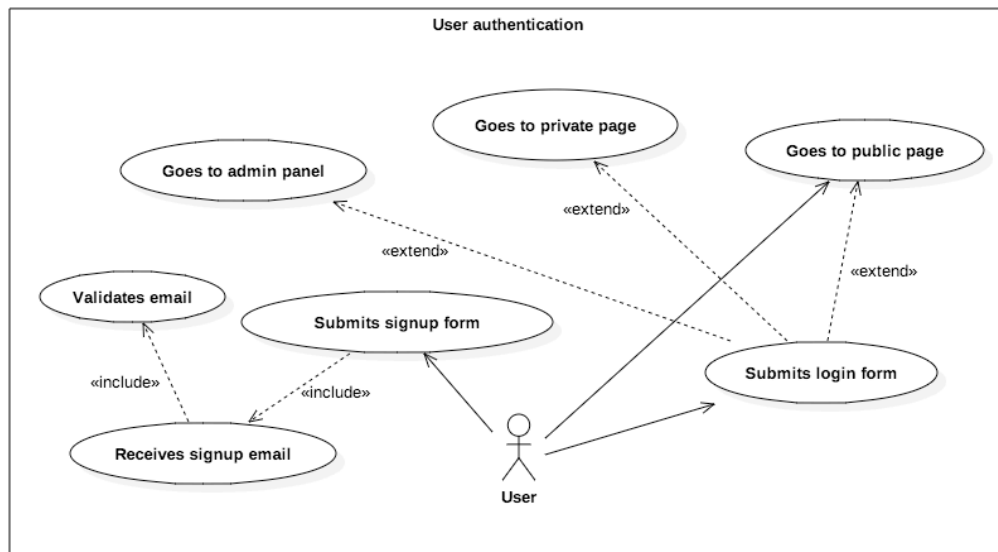 User authentication
Goes to private page
Goes to public page
Goes to admin panel
«extend»
«extend»
«extend»
Validates email
Submits signup form
Submits login form
«include»
«include»
Receives signup email
User